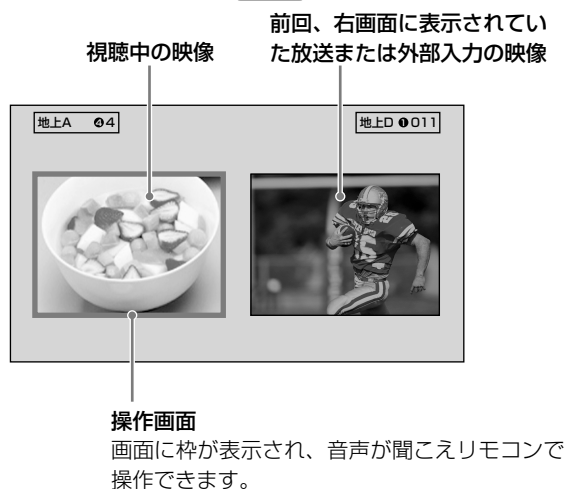 前回、右画面に表示されてい
た放送または外部入力の映像
視聴中の映像
地上A ❹4
地上D ❶011
操作画面
画面に枠が表示され、音声が聞こえリモコンで
操作できます。